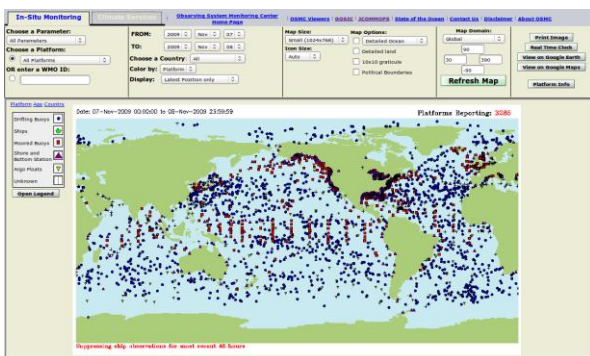 In-Situ Monitoring
Climate Services
Observing System Monitoring Center Home Page
OSMC Viewers
GOSIC
JCOMMOPS
State of the Ocean
Contact Us
Disclaimer
About OSMC
Choose a Parameter:
All Parameters
Choose a Platform:
All Platforms
OR enter a WMO ID:
FROM: 2009 Nov 07
TO: 2009 Nov 08
Choose a Country: All
Color by: Platform
Display: Latest Position only
Map Size:
Small (1024x768)
Icon Size:
Auto
Map Options:
Detailed Ocean
Detailed land
10x10 graticule
Political Boundaries
Map Domain:
Global
90
30 390
-90
Refresh Map
Print Image
Real Time Check
View on Google Earth
View on Google Maps
Platform Info
Platform Age Country
Drifting Buoys
Ships
Moored Buoys
Shore and Bottom Station
Argo Floats
Unknown
Open Legend
Date: 07-Nov-2009 00:00:00 to 08-Nov-2009 23:59:59
Platforms Reporting: 3285
Suppressing ship observations for most recent 48 hours